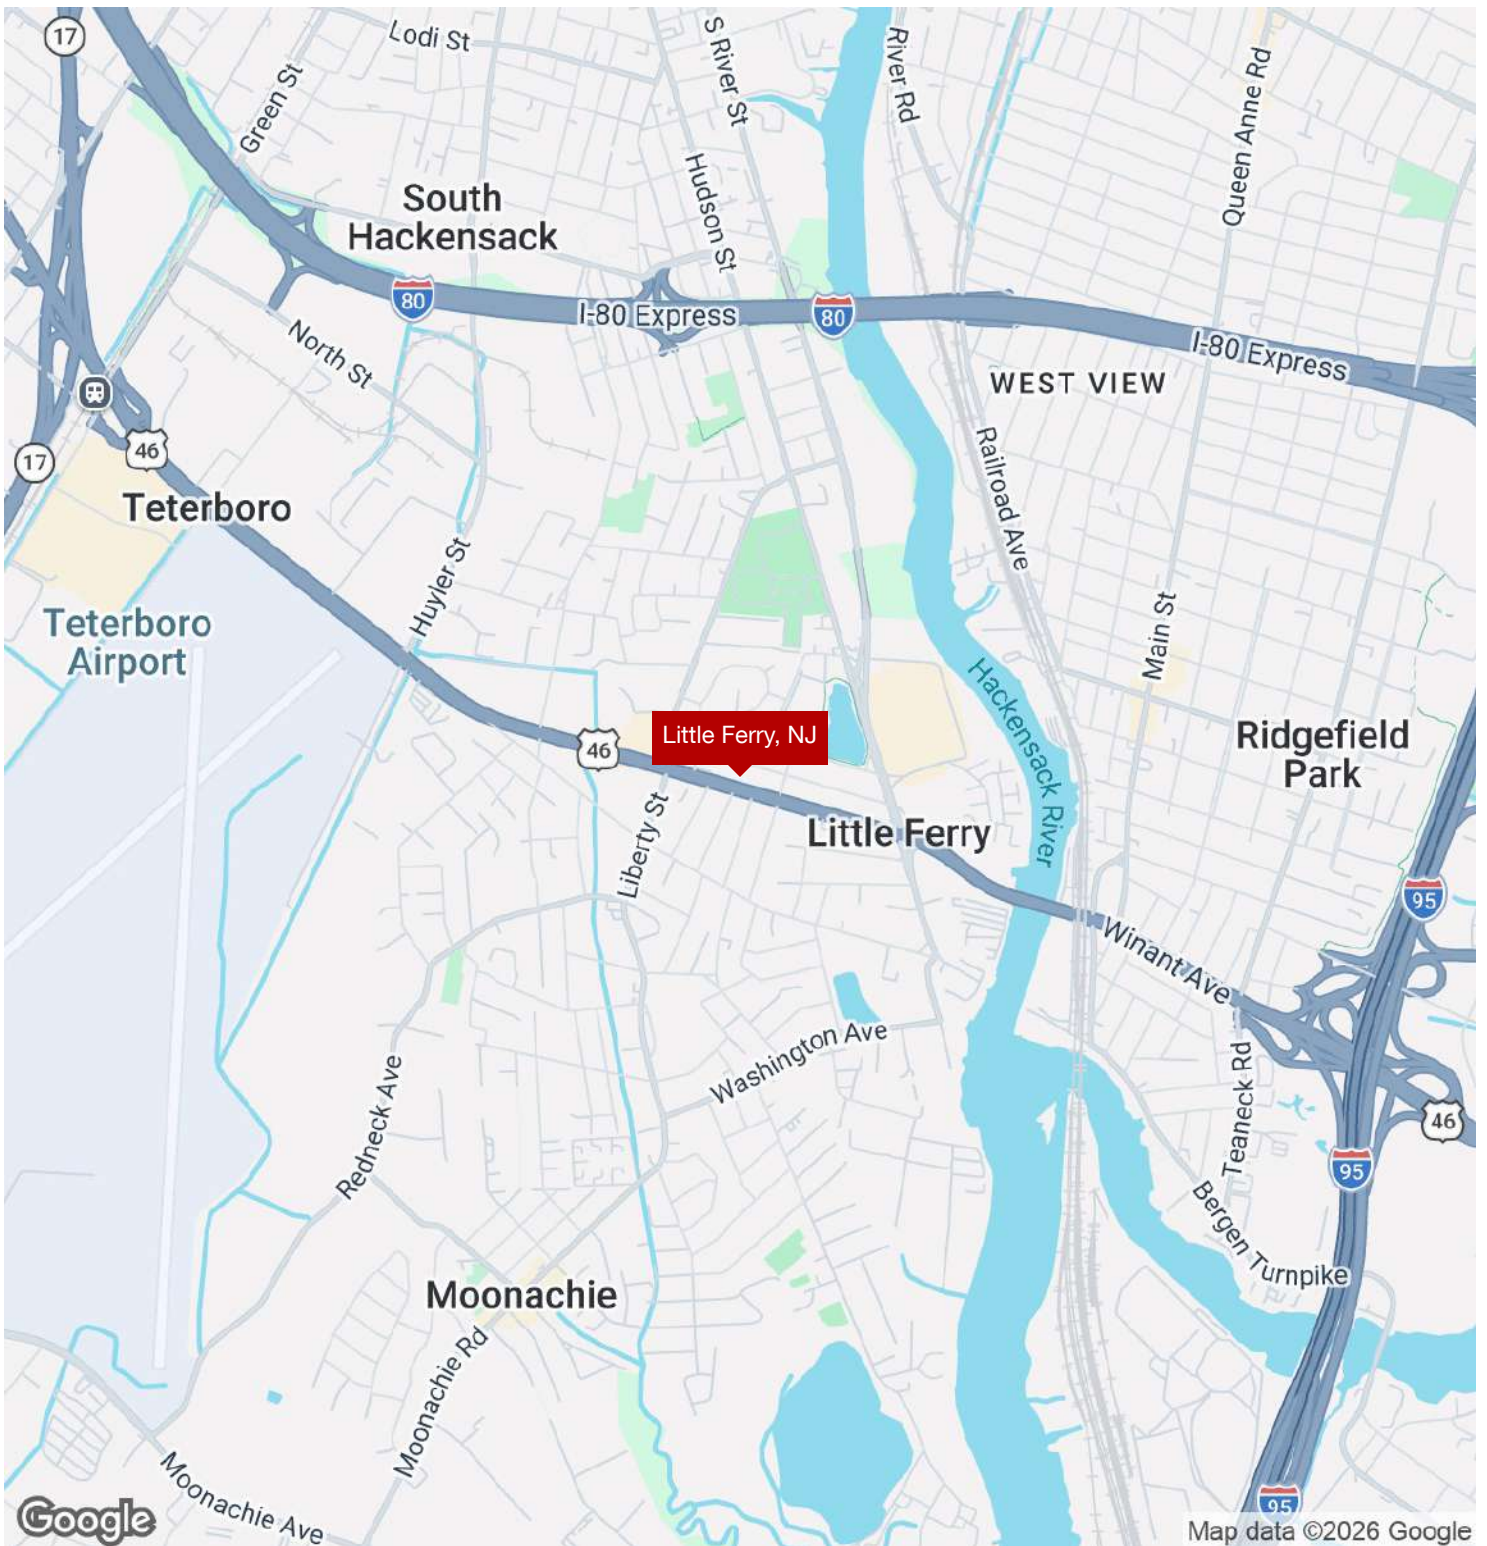 17
Lodi St
S River St
River Rd
Queen Anne Rd
Green St
Hudson St
South
Hackensack
80
I-80 Express
80
I-80 Express
North St
WEST VIEW
46
17
Teterboro
Railroad Ave
Huyler St
Main St
Teterboro
Airport
Hackensack River
Little Ferry, NJ
46
Ridgefield
Park
Liberty St
Little Ferry
95
Winant Ave
Washington Ave
Redneck Ave
Teaneck Rd
46
95
Bergen Turnpike
Moonachie
Moonachie Rd
Moonachie Ave
95
Google
Map data ©2026 Google